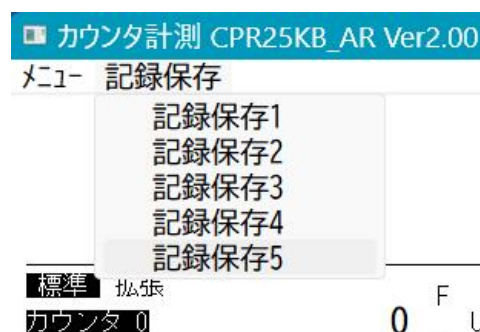 カウンタ計測 CPR25KB_AR Ver2.00
ﾒﾆｭｰ 記録保存
記録保存1
記録保存2
記録保存3
記録保存4
記録保存5
標準 拡張
カウンタ 0
0
F